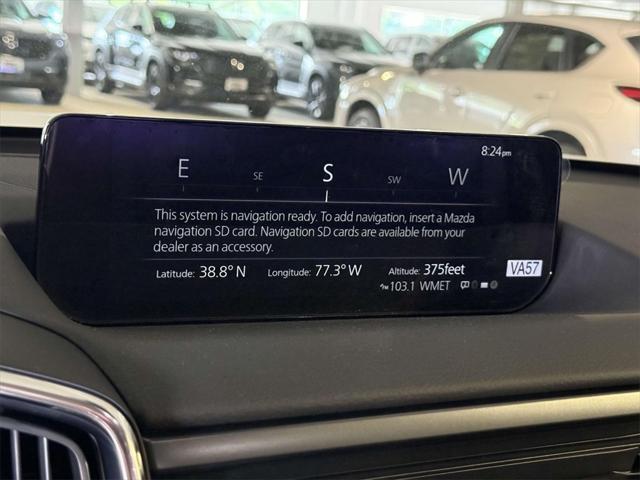 8:24pm
E SE S SW W
This system is navigation ready. To add navigation, insert a Mazda
navigation SD card. Navigation SD cards are available from your
dealer as an accessory.
Latitude: 38.8° N Longitude: 77.3° W Altitude: 375feet
VA57
103.1 WMET